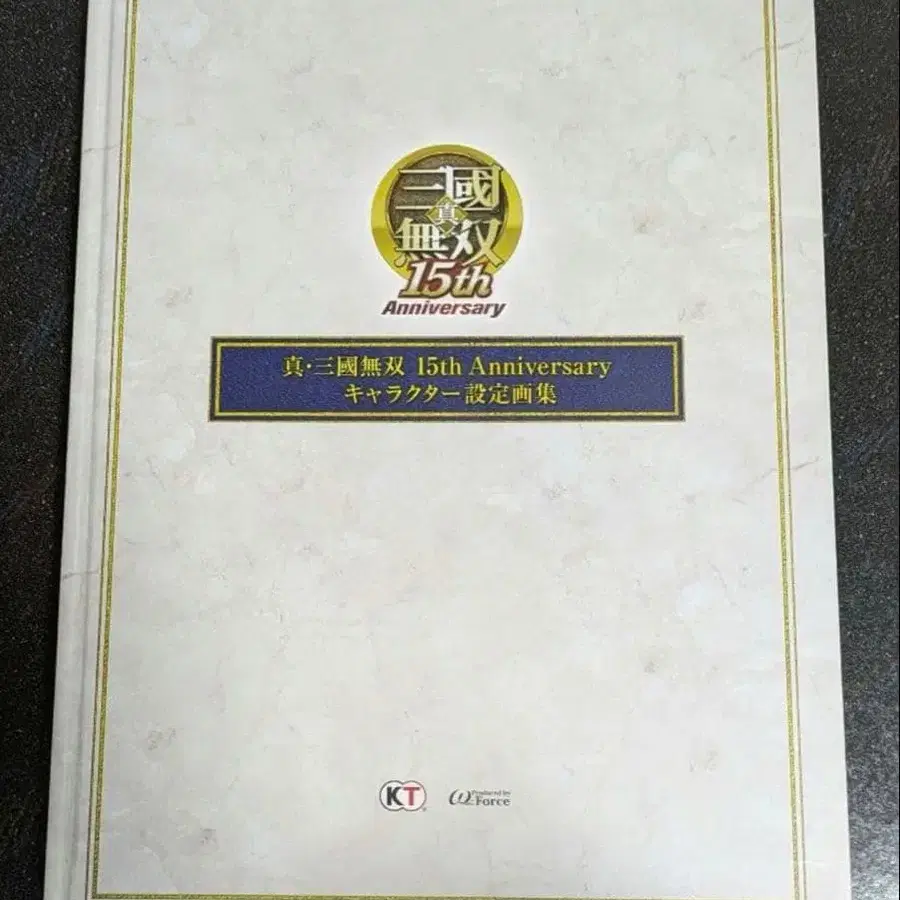 三國
真
無双
15th
Anniversary
真・三國無双 15th Anniversary
キャラクター設定画集
KT
ω Produced by
Force